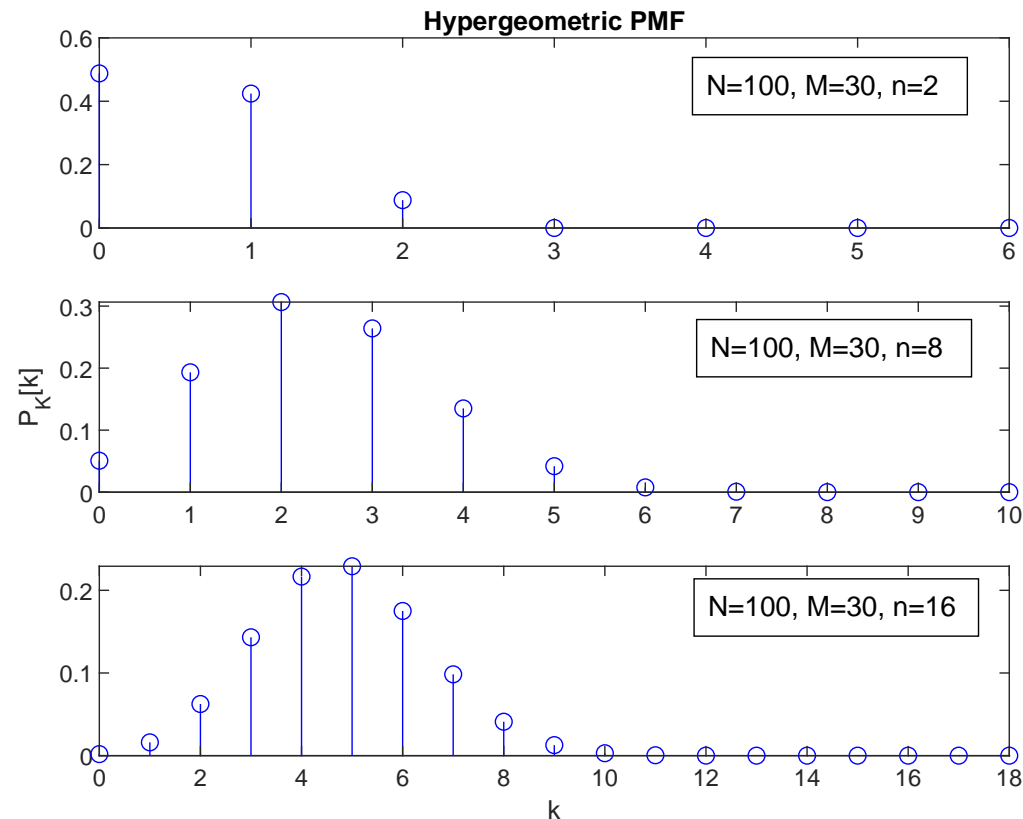 Hypergeometric PMF
0.6
0.4
0.2
0
N=100, M=30, n=2
0 1 2 3 4 5 6
P_K[k]
0.3
0.2
0.1
0
N=100, M=30, n=8
0 1 2 3 4 5 6 7 8 9 10
0.2
0.1
0
N=100, M=30, n=16
0 2 4 6 8 10 12 14 16 18
k